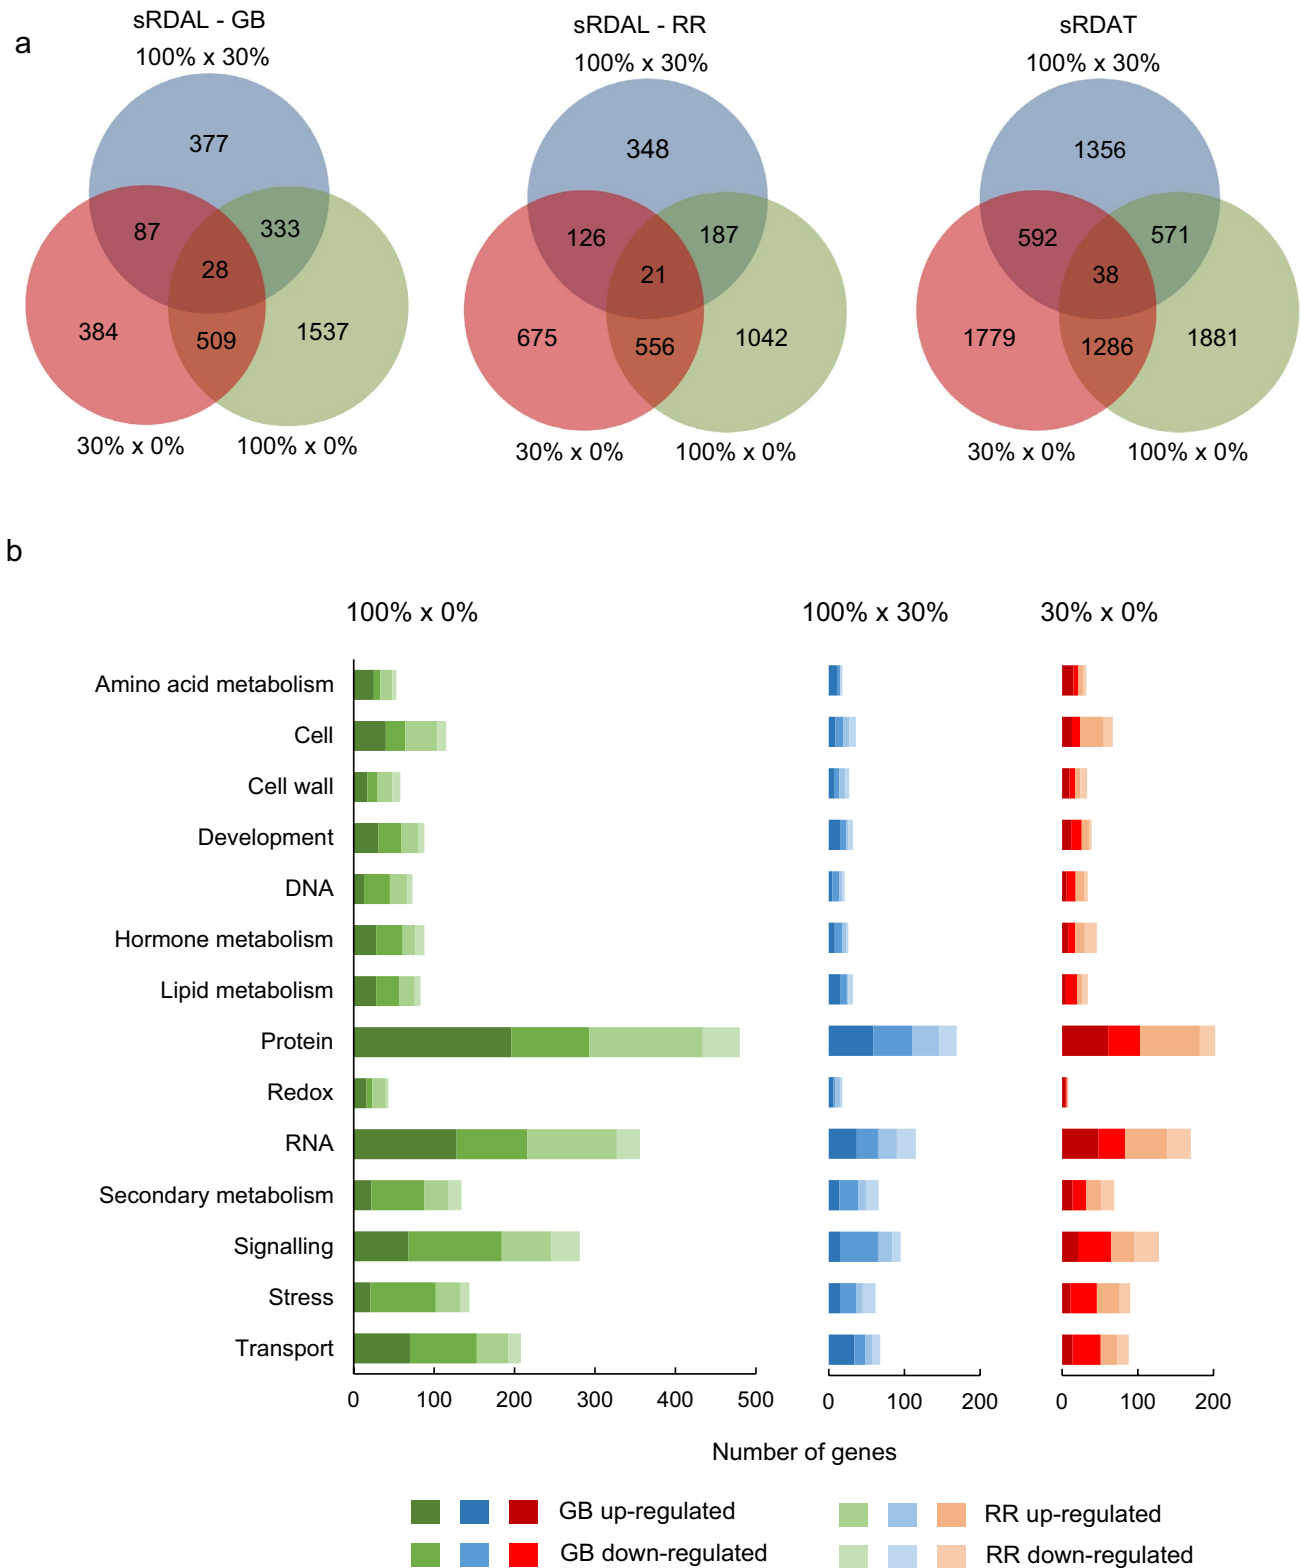 a
sRDAL - GB
100% x 30%
377
87
333
28
384
509
1537
30% x 0%
100% x 0%
sRDAL - RR
100% x 30%
348
126
187
21
675
556
1042
30% x 0%
100% x 0%
sRDAT
100% x 30%
1356
592
571
38
1779
1286
1881
30% x 0%
100% x 0%
b
100% x 0%
100% x 30%
30% x 0%
Amino acid metabolism
Cell
Cell wall
Development
DNA
Hormone metabolism
Lipid metabolism
Protein
Redox
RNA
Secondary metabolism
Signalling
Stress
Transport
0 100 200 300 400 500
0 100 200
0 100 200
Number of genes
GB up-regulated
GB down-regulated
RR up-regulated
RR down-regulated